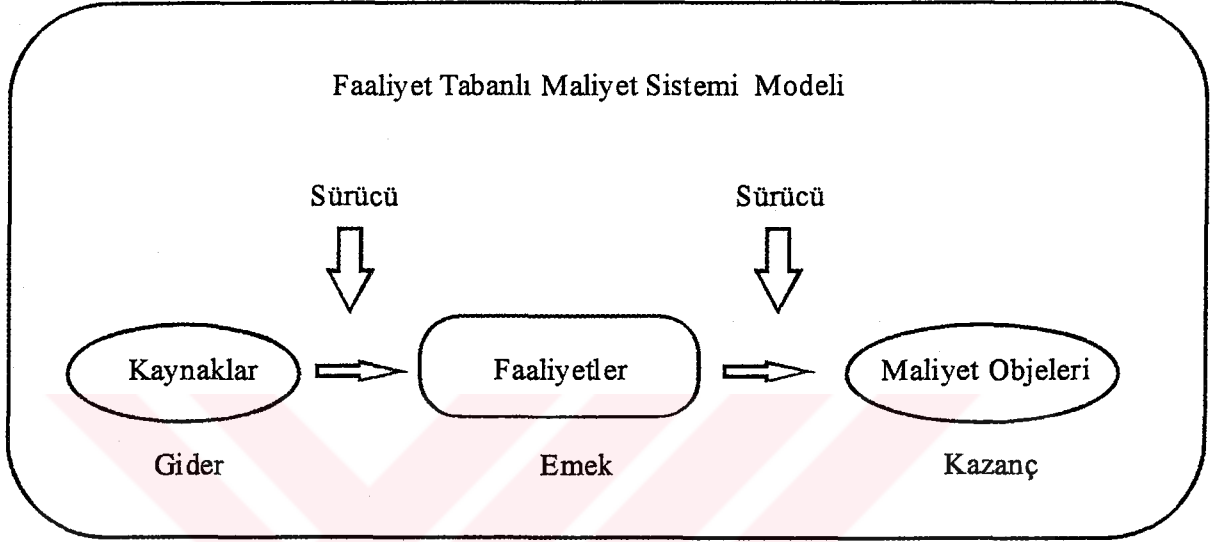 Faaliyet Tabanlı Maliyet Sistemi Modeli
Sürücü Sürücü
Kaynaklar Faaliyetler Maliyet Objeleri
Gider Emek Kazanç